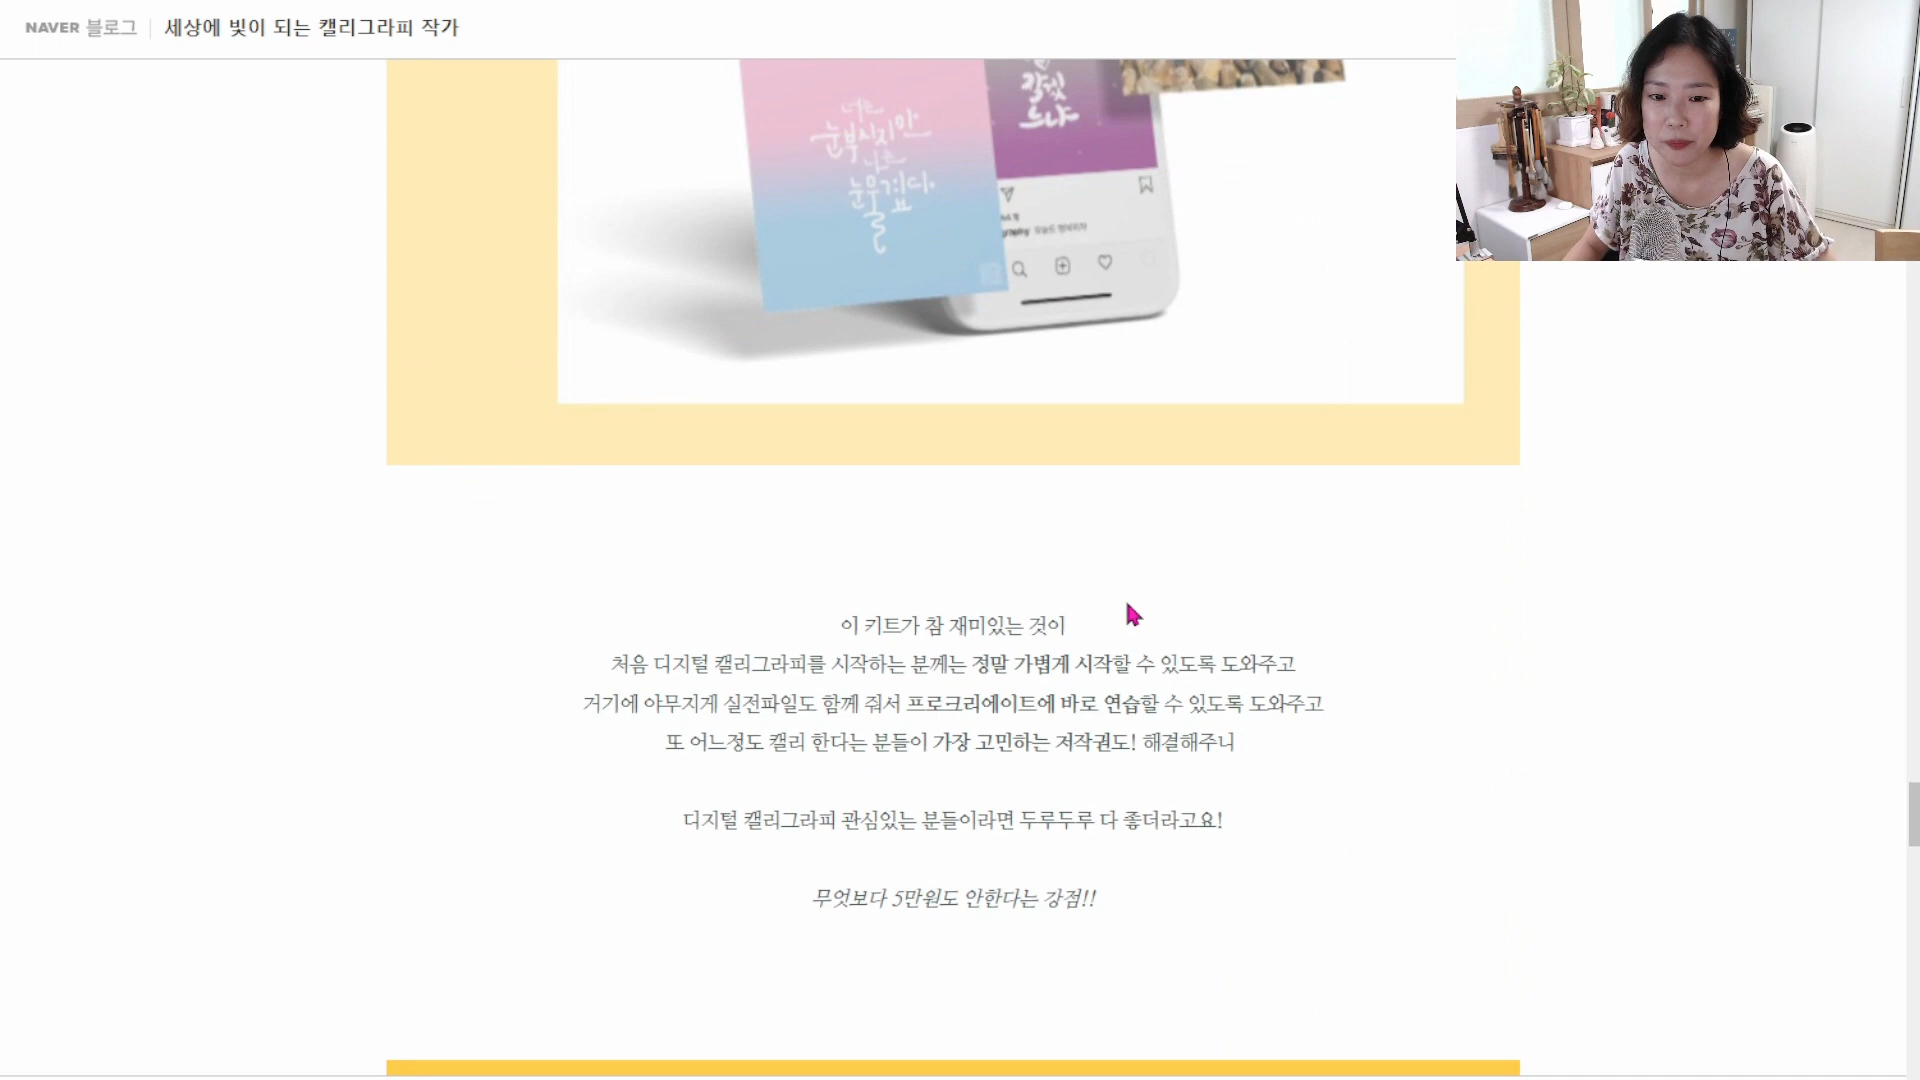 NAVER 블로그 세상에 빛이 되는 캘리그라피 작가
너는
눈부시지만
나는
눈물겹다.
이 키트가 참 재미있는 것이
처음 디지털 캘리그라피를 시작하는 분께는 정말 가볍게 시작할 수 있도록 도와주고
거기에 야무지게 실전파일도 함께 줘서 프로크리에이트에 바로 연습할 수 있도록 도와주고
또 어느정도 캘리 한다는 분들이 가장 고민하는 저작권도! 해결해주니
디지털 캘리그라피 관심있는 분들이라면 두루두루 다 좋더라고요!
무엇보다 5만원도 안한다는 강점!!